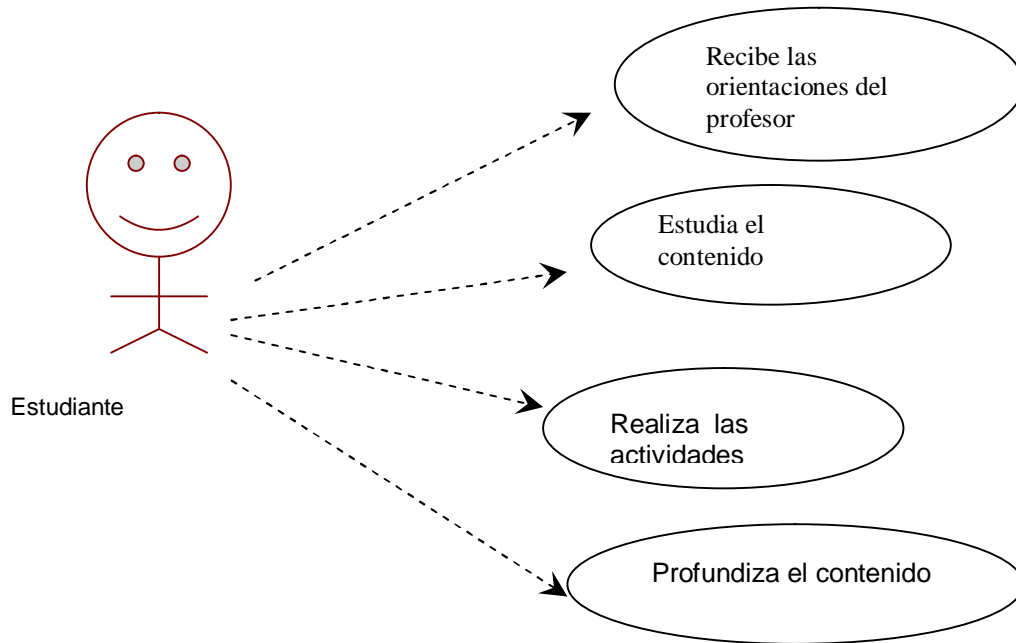 Recibe las
orientaciones del
profesor
Estudia el
contenido
Estudiante
Realiza las
actividades
Profundiza el contenido